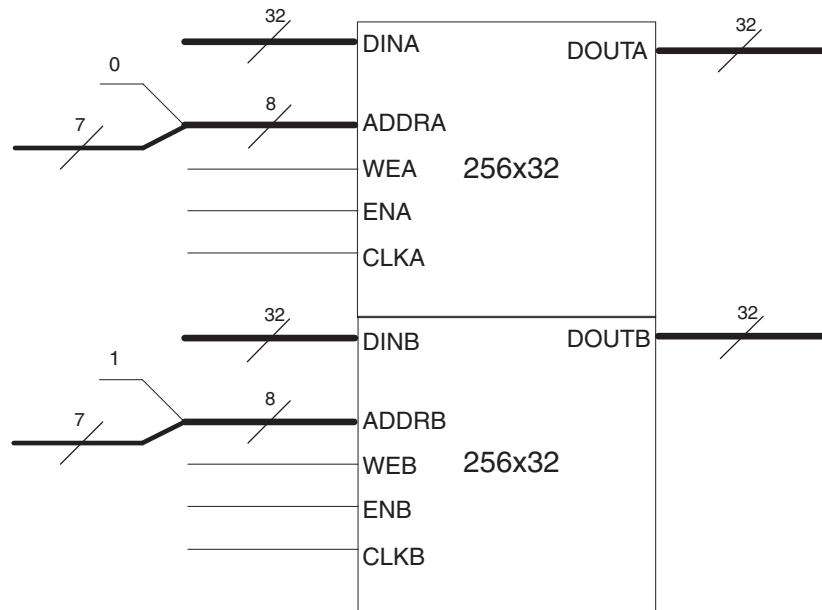 32
DINA
DOUTA
32
0
7
8
ADDRA
WEA
256x32
ENA
CLKA
32
DINB
DOUTB
32
1
7
8
ADDRB
WEB
256x32
ENB
CLKB